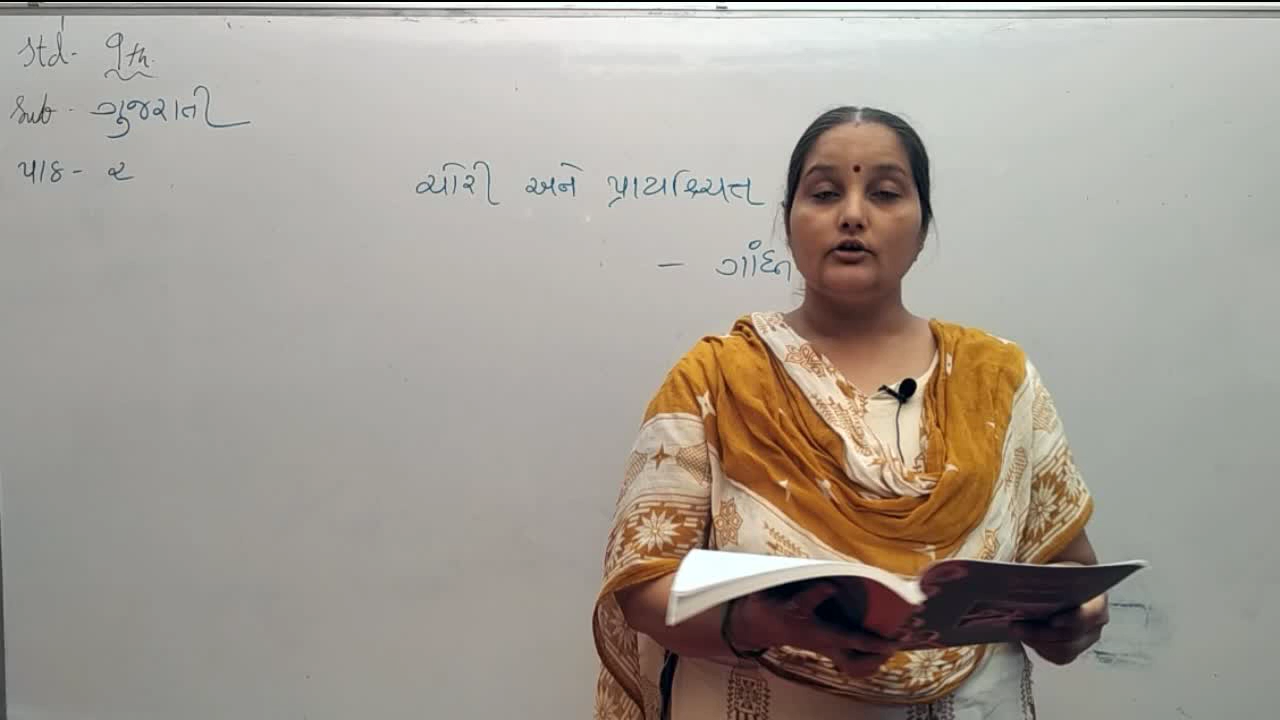 Std - 9th.
Sub - ગુજરાતી
પાઠ - ૨
ચોરી અને પ્રાયશ્ચિત
-